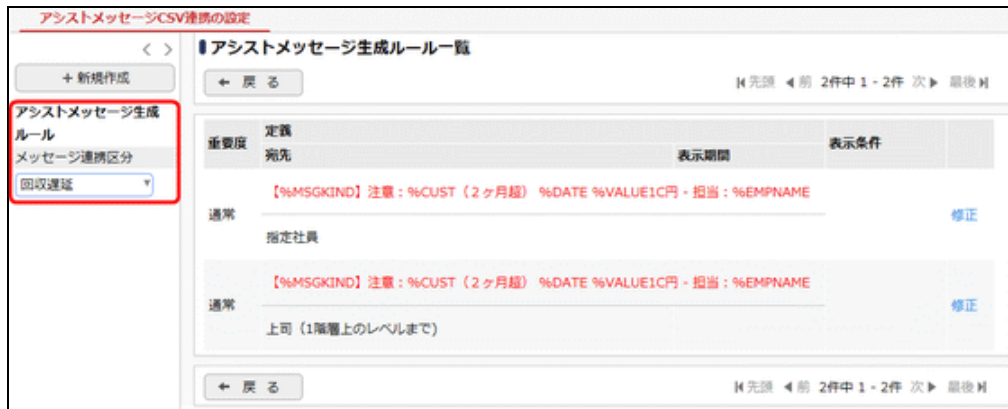 アシストメッセージCSV連携の設定
< >
アシストメッセージ生成ルール一覧
+ 新規作成
← 戻 る
先頭 前 2件中 1 - 2件 次 最後
アシストメッセージ生成
ルール
メッセージ連携区分
回収遅延
重要度
定義
宛先
表示期間
表示条件
【%MSGKIND】注意:%CUST(2ヶ月超) %DATE %VALUE1C円 - 担当:%EMPNAME
通常
指定社員
修正
【%MSGKIND】注意:%CUST(2ヶ月超) %DATE %VALUE1C円 - 担当:%EMPNAME
通常
上司(1階層上のレベルまで)
修正
← 戻 る
先頭 前 2件中 1 - 2件 次 最後